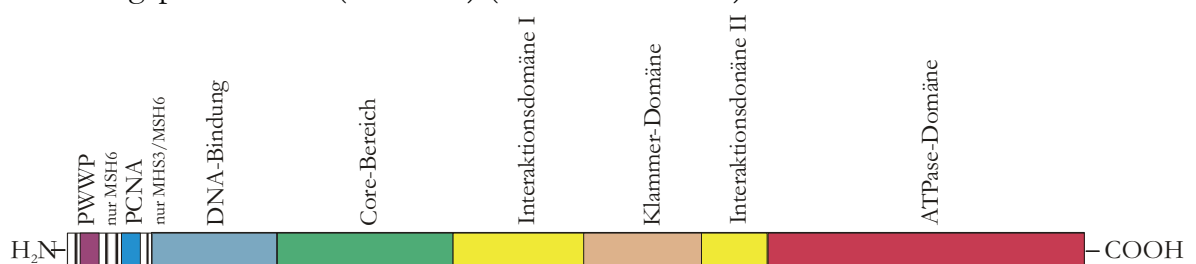 PWWP
nur MSH6
PCNA
nur MHS3/MSH6
DNA-Bindung
Core-Bereich
Interaktionsdomäne I
Klammer-Domäne
Interaktionsdonäne II
ATPase-Domäne
H₂N
COOH